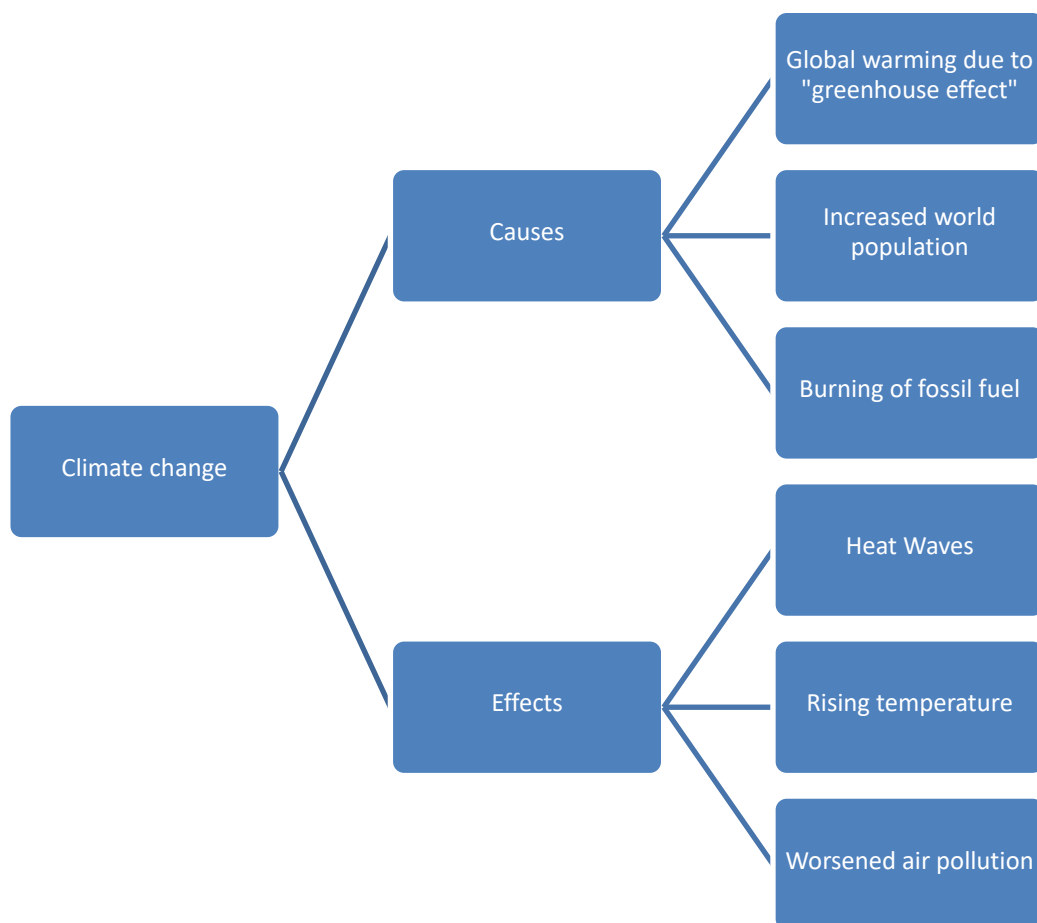 Climate change
Causes
Global warming due to
"greenhouse effect"
Increased world
population
Burning of fossil fuel
Effects
Heat Waves
Rising temperature
Worsened air pollution